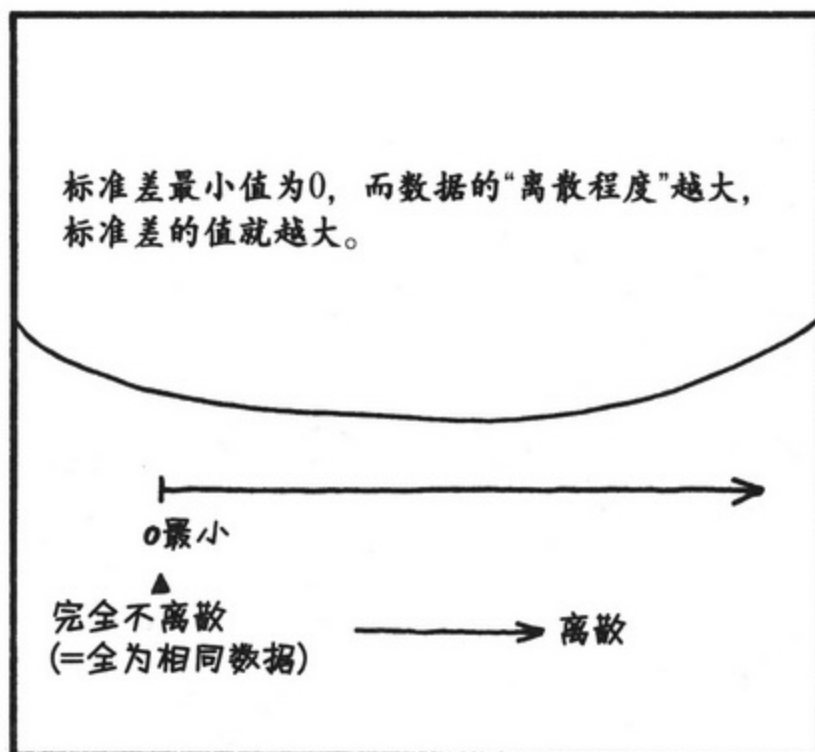 标准差最小值为0，而数据的“离散程度”越大，
标准差的值就越大。
0最小
完全不离散
(=全为相同数据)
离散